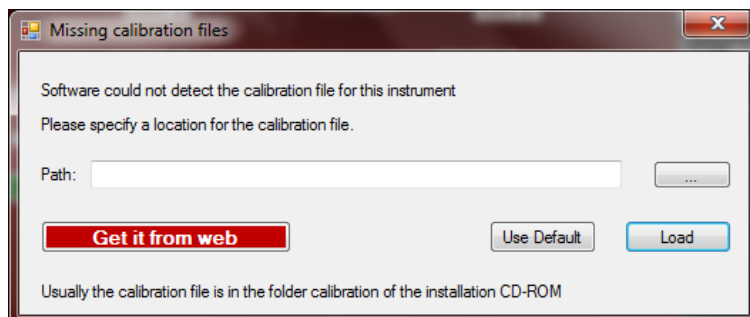 Missing calibration files
Software could not detect the calibration file for this instrument
Please specify a location for the calibration file.
Path:
...
Get it from web
Use Default
Load
Usually the calibration file is in the folder calibration of the installation CD-ROM